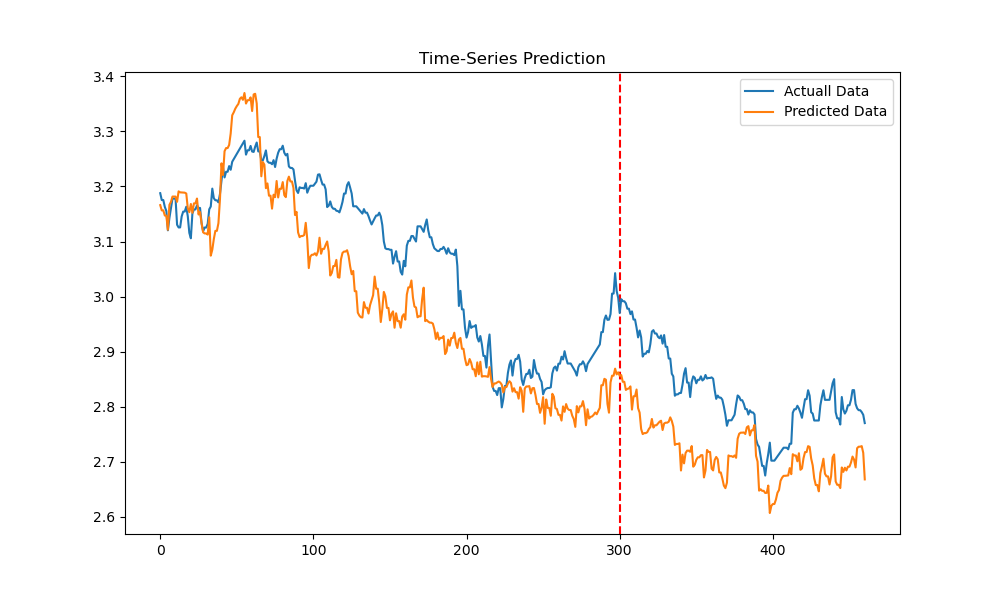 Time-Series Prediction
Actuall Data
Predicted Data
3.4
3.3
3.2
3.1
3.0
2.9
2.8
2.7
2.6
0 100 200 300 400